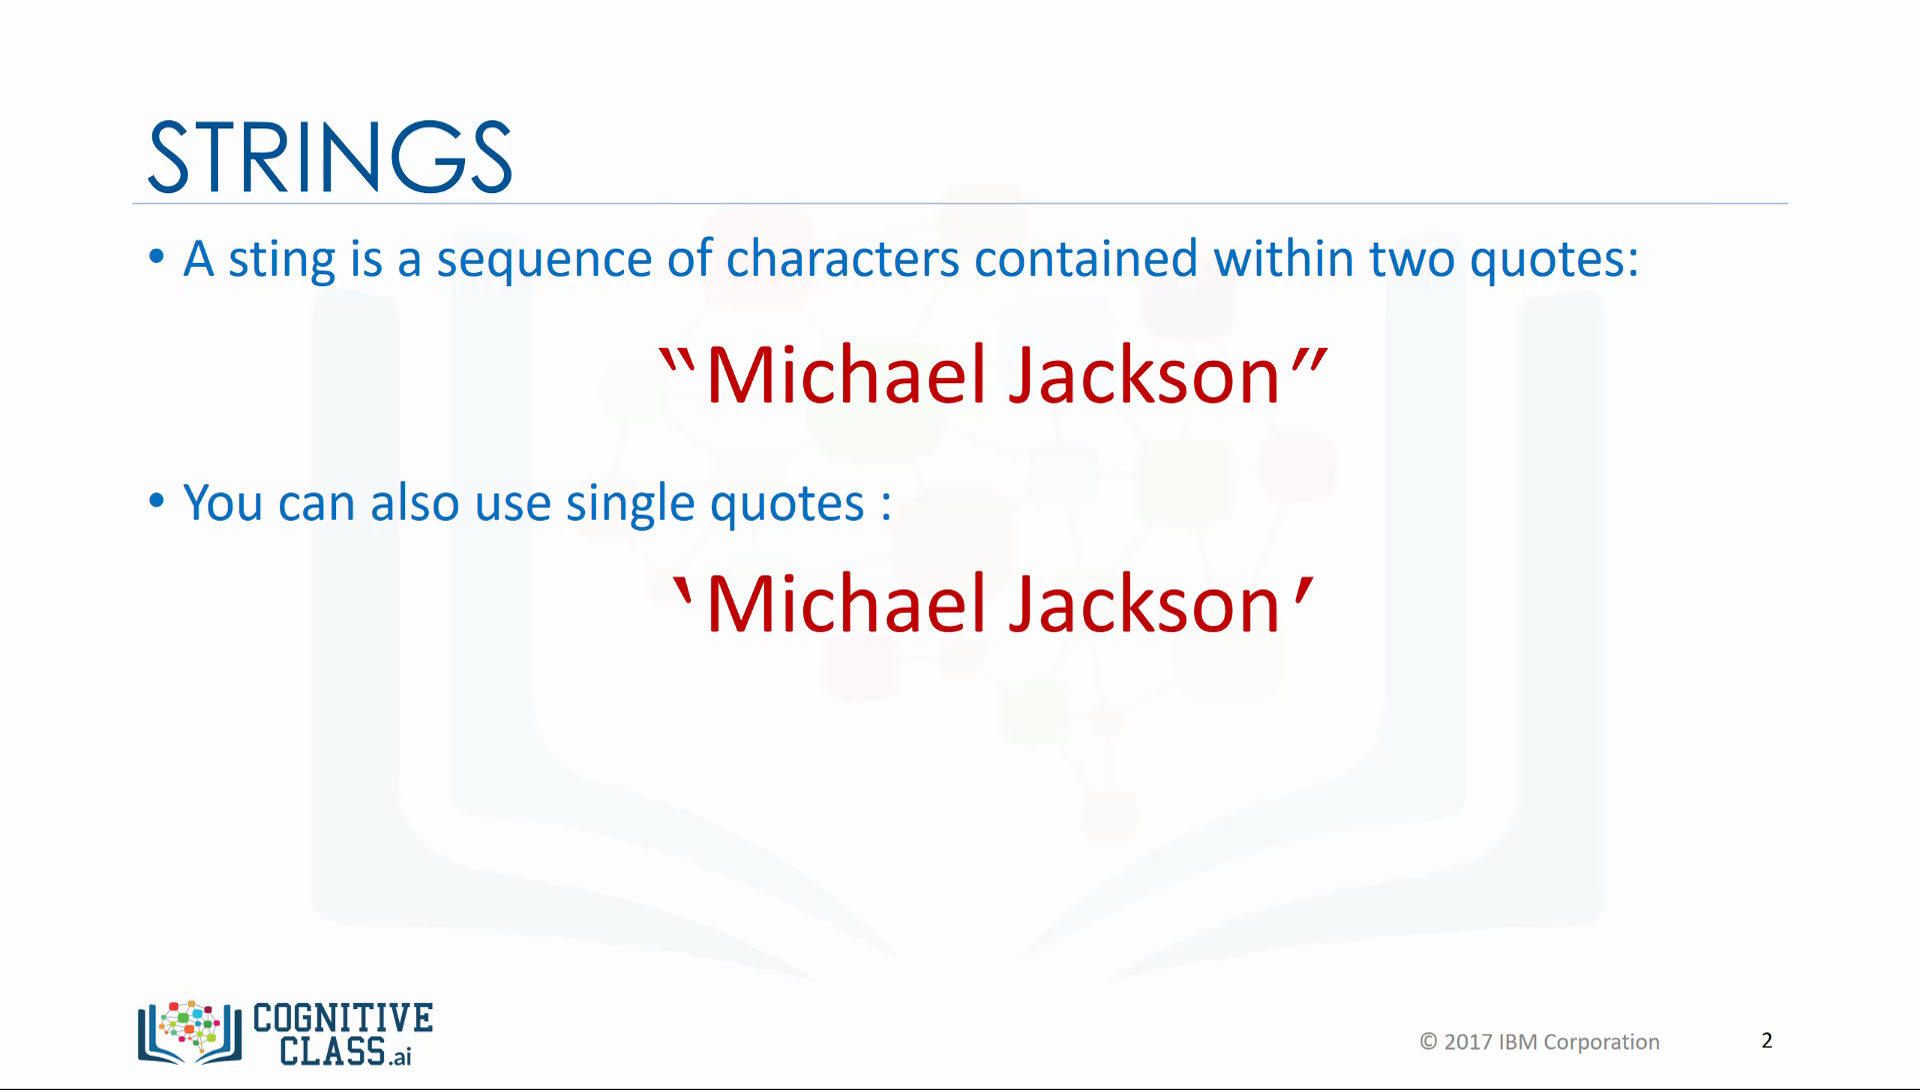 STRINGS
• A sting is a sequence of characters contained within two quotes:
‟Michael Jackson”
• You can also use single quotes :
‛Michael Jackson’
COGNITIVE
CLASS.ai
© 2017 IBM Corporation
2